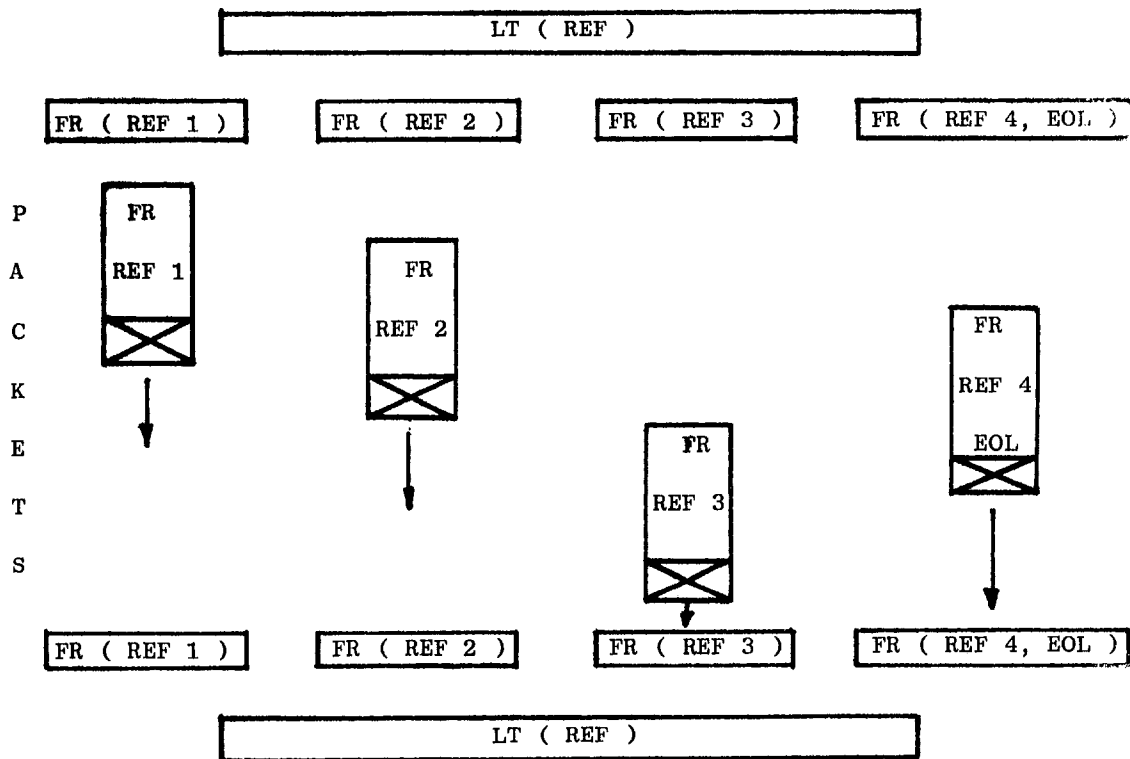 LT ( REF )
FR ( REF 1 ) FR ( REF 2 ) FR ( REF 3 ) FR ( REF 4, EOL )
PACKETS
FR
REF 1
FR
REF 2
FR
REF 3
FR
REF 4
EOL
FR ( REF 1 ) FR ( REF 2 ) FR ( REF 3 ) FR ( REF 4, EOL )
LT ( REF )